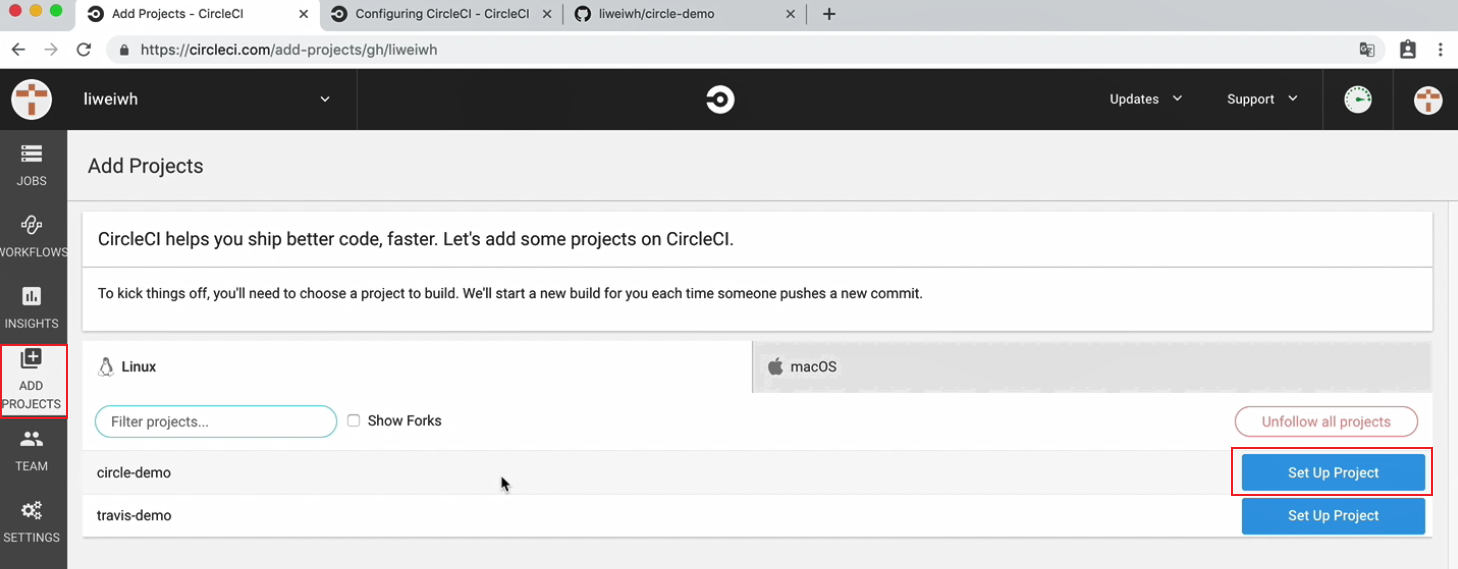 Add Projects - CircleCI
Configuring CircleCI - CircleCI
liweiwh/circle-demo
https://circleci.com/add-projects/gh/liweiwh
liweiwh
Updates
Support
JOBS
WORKFLOWS
INSIGHTS
ADD
PROJECTS
TEAM
SETTINGS
Add Projects
CircleCI helps you ship better code, faster. Let's add some projects on CircleCI.
To kick things off, you'll need to choose a project to build. We'll start a new build for you each time someone pushes a new commit.
Linux
macOS
Filter projects...
Show Forks
Unfollow all projects
circle-demo
Set Up Project
travis-demo
Set Up Project